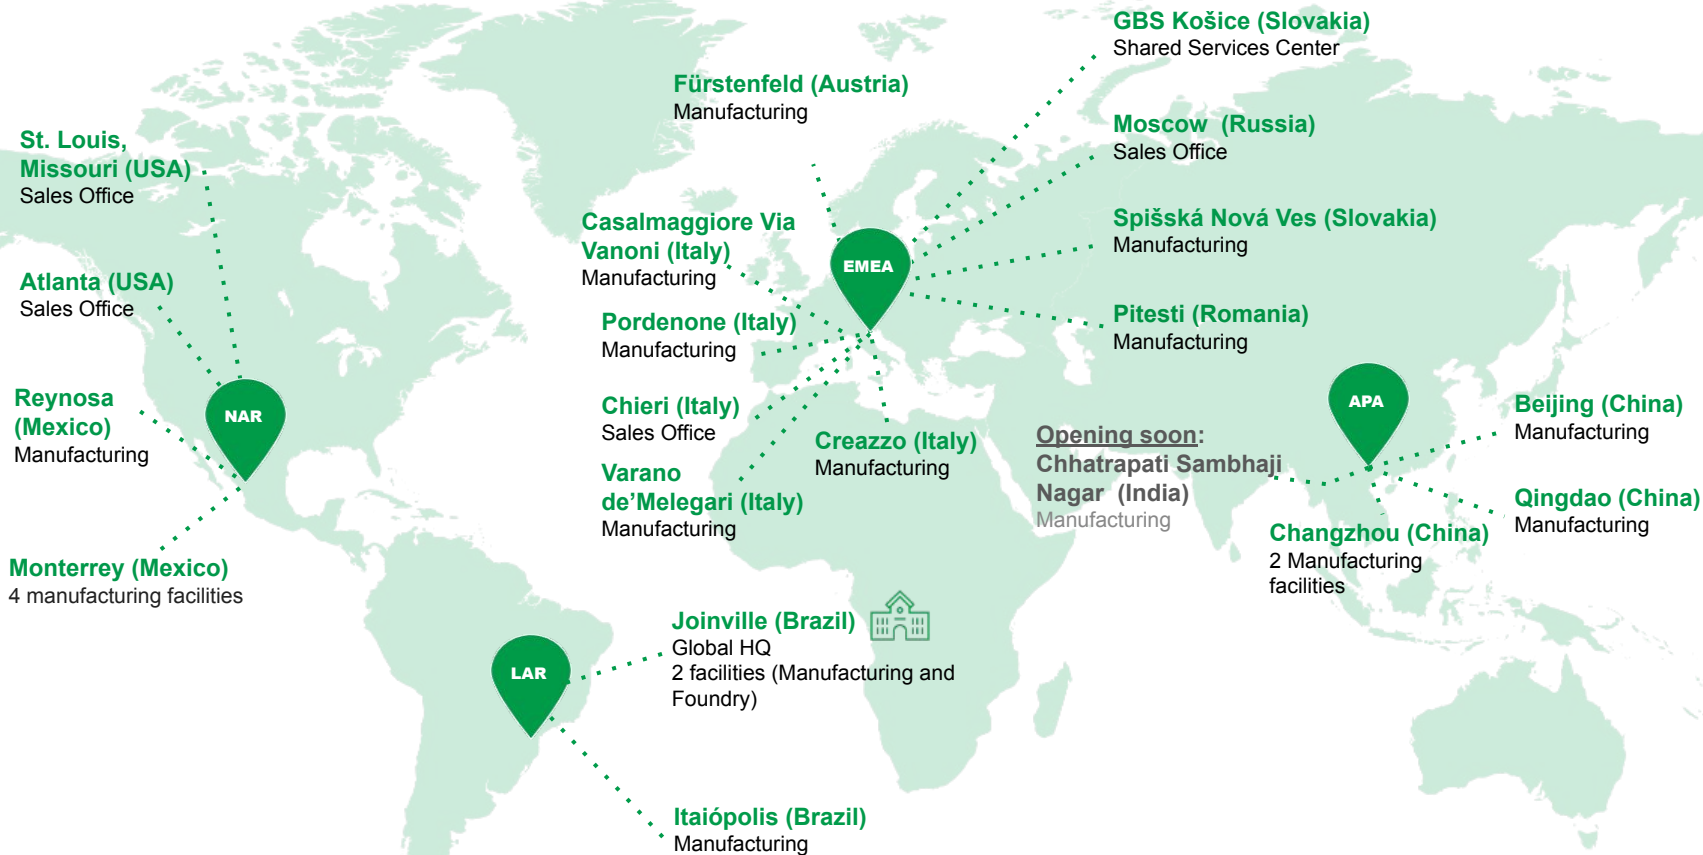 GBS Košice (Slovakia)
Shared Services Center
Fürstenfeld (Austria)
Manufacturing
Moscow  (Russia)
Sales Office
St. Louis,
Missouri (USA)
Sales Office
Casalmaggiore Via
Vanoni (Italy)
Manufacturing
EMEA
Spišská Nová Ves (Slovakia)
Manufacturing
Atlanta (USA)
Sales Office
Pordenone (Italy)
Manufacturing
Pitesti (Romania)
Manufacturing
Reynosa
(Mexico)
Manufacturing
NAR
Chieri (Italy)
Sales Office
Creazzo (Italy)
Manufacturing
Varano
de’Melegari (Italy)
Manufacturing
Opening soon:
Chhatrapati Sambhaji
Nagar  (India)
Manufacturing
APA
Beijing (China)
Manufacturing
Qingdao (China)
Manufacturing
Changzhou (China)
2 Manufacturing
facilities
Monterrey (Mexico)
4 manufacturing facilities
LAR
Joinville (Brazil)
Global HQ
2 facilities (Manufacturing and
Foundry)
Itaiópolis (Brazil)
Manufacturing